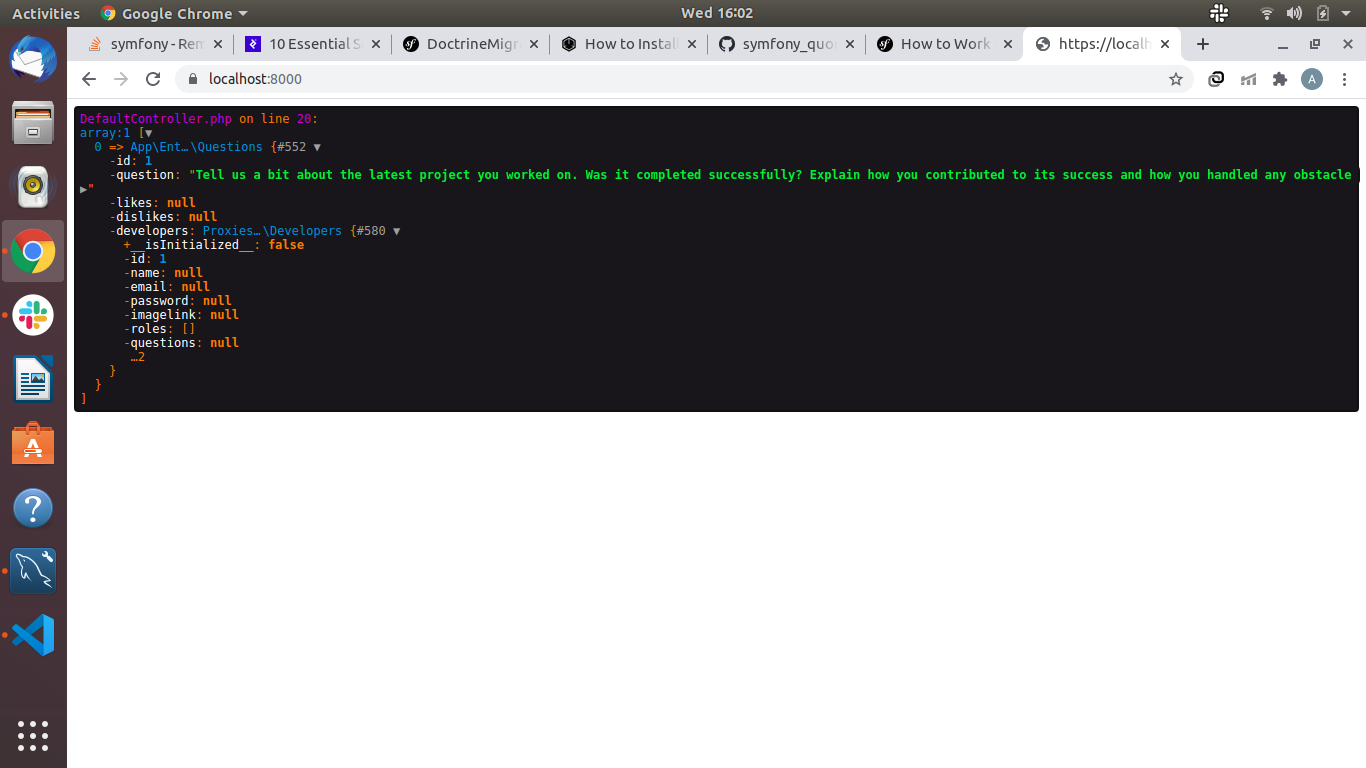 Activities
Google Chrome
Wed 16:02
symfony - Rem
10 Essential S
DoctrineMigr
How to Instal
symfony_quo
How to Work
https://localh
localhost:8000
A
DefaultController.php on line 20:
array:1 [▼
0 => App\Ent…\Questions {#552 ▼
-id: 1
-question: "Tell us a bit about the latest project you worked on. Was it completed successfully? Explain how you contributed to its success and how you handled any obstacle
▶"
-likes: null
-dislikes: null
-developers: Proxies…\Developers {#580 ▼
+__isInitialized__: false
-id: 1
-name: null
-email: null
-password: null
-imagelink: null
-roles: []
-questions: null
…2
}
}
]